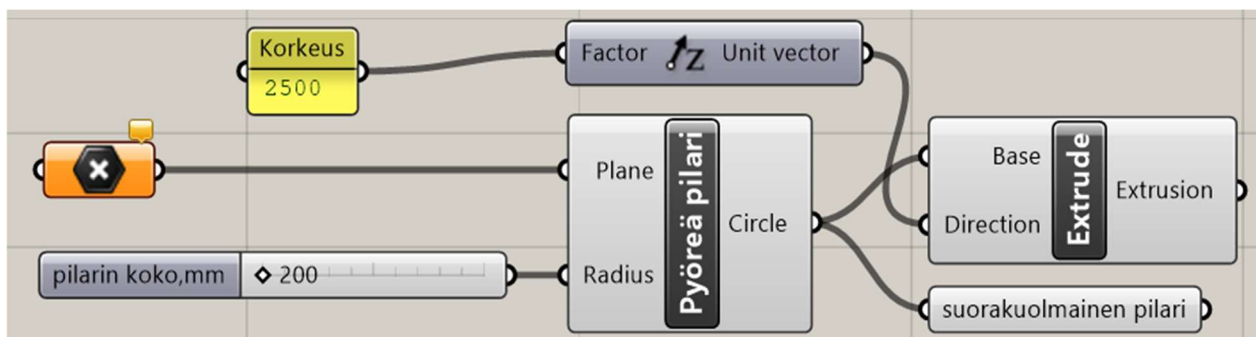 Korkeus
2500
Factor
Z
Unit vector
Plane
Radius
Pyöreä pilari
Circle
pilarin koko,mm
200
Base
Direction
Extrude
Extrusion
suorakuolmainen pilari